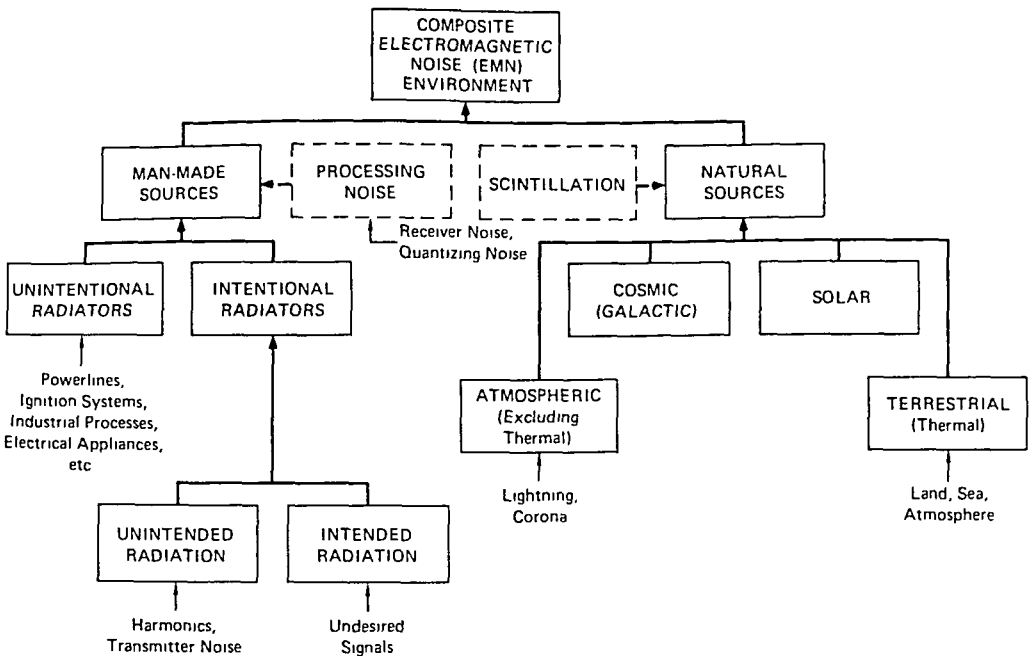 COMPOSITE
ELECTROMAGNETIC
NOISE (EMN)
ENVIRONMENT
MAN-MADE
SOURCES
PROCESSING
NOISE
SCINTILLATION
NATURAL
SOURCES
Receiver Noise,
Quantizing Noise
UNINTENTIONAL
RADIATORS
INTENTIONAL
RADIATORS
COSMIC
(GALACTIC)
SOLAR
Powerlines,
Ignition Systems,
Industrial Processes,
Electrical Appliances,
etc
ATMOSPHERIC
(Excluding
Thermal)
TERRESTRIAL
(Thermal)
Lightning,
Corona
Land, Sea,
Atmosphere
UNINTENDED
RADIATION
INTENDED
RADIATION
Harmonics,
Transmitter Noise
Undesired
Signals